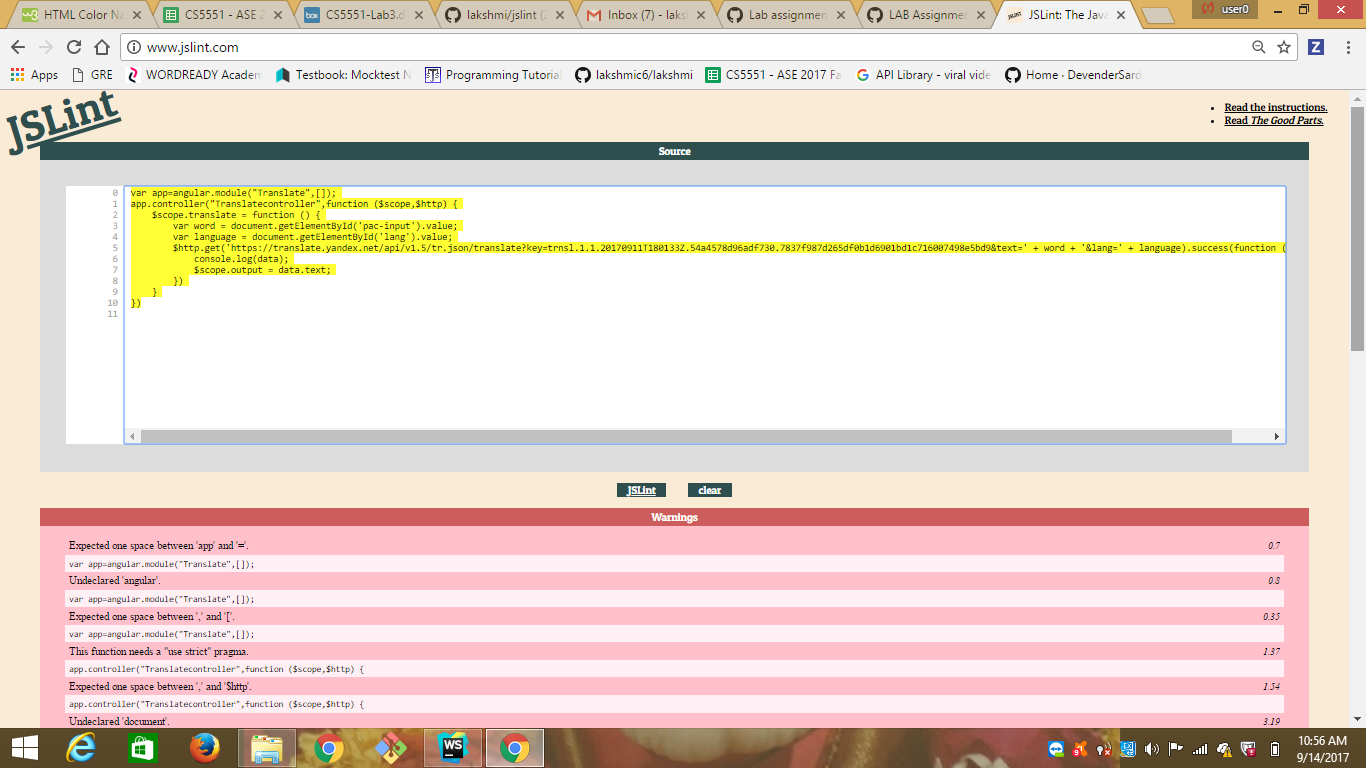 HTML Color Na
CS5551 - ASE 2
CS5551-Lab3.d
lakshmi/jslint (2
Inbox (7) - laks
Lab assignmen
LAB Assignme
JSLint: The Java
user0
www.jslint.com
Apps
GRE
WORDREADY Academ
Testbook: Mocktest N
Programming Tutorial
lakshmic6/lakshmi
CS5551 - ASE 2017 Fa
API Library - viral vide
Home · DevenderSard
JSLint
Read the instructions.
Read The Good Parts.
Source
0 var app=angular.module("Translate",[]);
1 app.controller("Translatecontroller",function ($scope,$http) {
2 $scope.translate = function () {
3 var word = document.getElementById('pac-input').value;
4 var language = document.getElementById('lang').value;
5 $http.get('https://translate.yandex.net/api/v1.5/tr.json/translate?key=trnsl.1.1.20170911T180133Z.54a4578d96adf730.7837f987d265df0b1d6901bd1c716007498e5bd9&text=' + word + '&lang=' + language).success(function (
6 console.log(data);
7 $scope.output = data.text;
8 })
9 }
10 })
11
JSLint
clear
Warnings
Expected one space between 'app' and '='. 0.7
var app=angular.module("Translate",[]);
Undeclared 'angular'. 0.8
var app=angular.module("Translate",[]);
Expected one space between ',' and '['. 0.35
var app=angular.module("Translate",[]);
This function needs a "use strict" pragma. 1.37
app.controller("Translatecontroller",function ($scope,$http) {
Expected one space between ',' and '$http'. 1.54
app.controller("Translatecontroller",function ($scope,$http) {
Undeclared 'document'. 3.19
WS
10:56 AM
9/14/2017